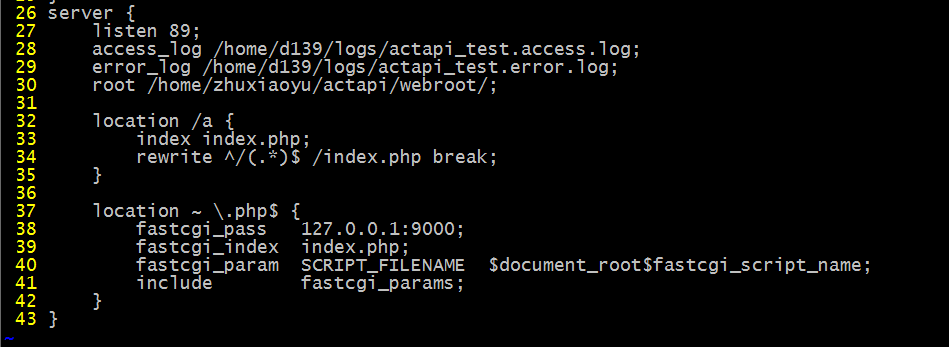 26 server {
27     listen 89;
28     access_log /home/d139/logs/actapi_test.access.log;
29     error_log /home/d139/logs/actapi_test.error.log;
30     root /home/zhuxiaoyu/actapi/webroot/;
31
32     location /a {
33         index index.php;
34         rewrite ^/(.*)$ /index.php break;
35     }
36
37     location ~ \.php$ {
38         fastcgi_pass   127.0.0.1:9000;
39         fastcgi_index  index.php;
40         fastcgi_param  SCRIPT_FILENAME  $document_root$fastcgi_script_name;
41         include        fastcgi_params;
42     }
43 }
~